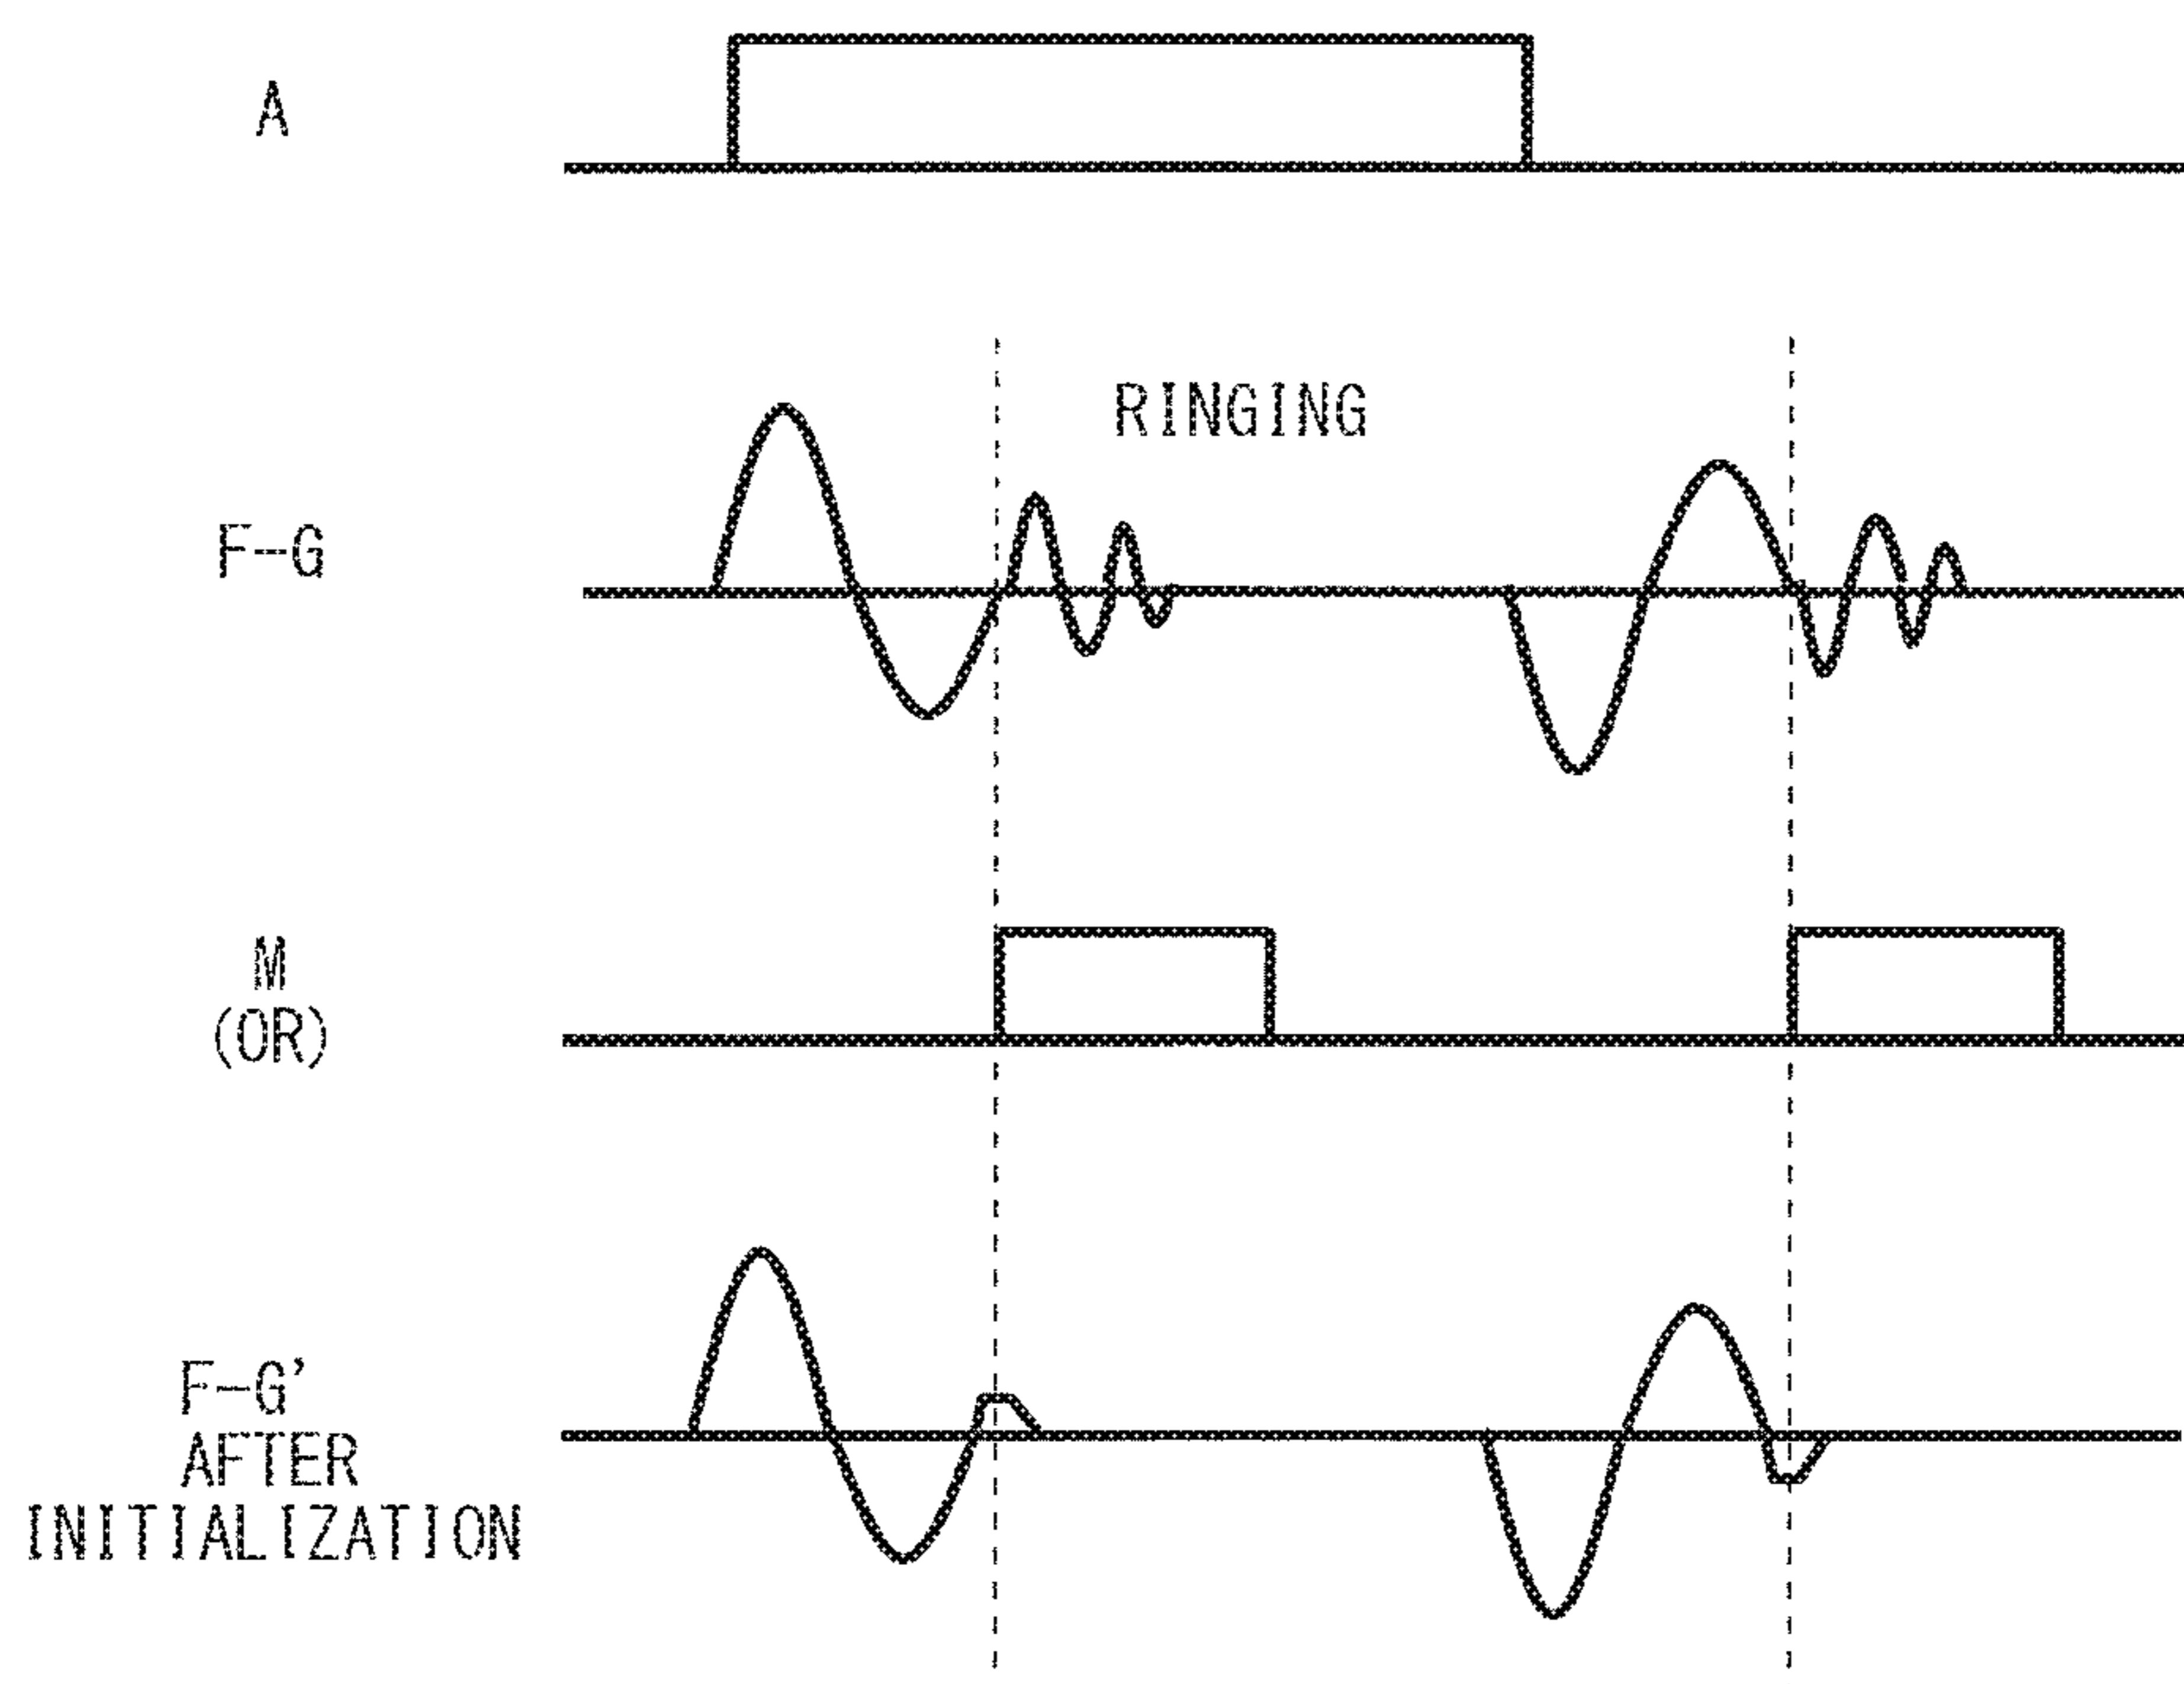 A
RINGING
F-G
M
(OR)
F-G'
AFTER
INITIALIZATION